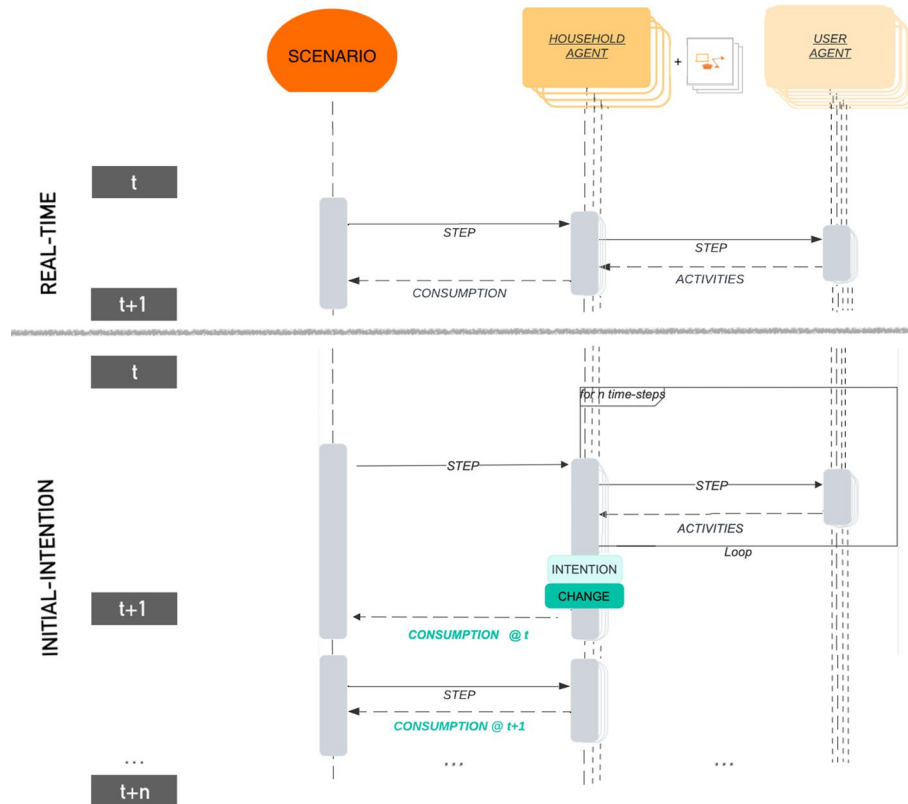 SCENARIO
HOUSEHOLD
AGENT
+
USER
AGENT
REAL-TIME
t
STEP
STEP
ACTIVITIES
CONSUMPTION
t+1
INITIAL-INTENTION
t
for n time-steps
STEP
STEP
ACTIVITIES
Loop
INTENTION
CHANGE
t+1
CONSUMPTION @ t
STEP
CONSUMPTION @ t+1
...
...
...
t+n